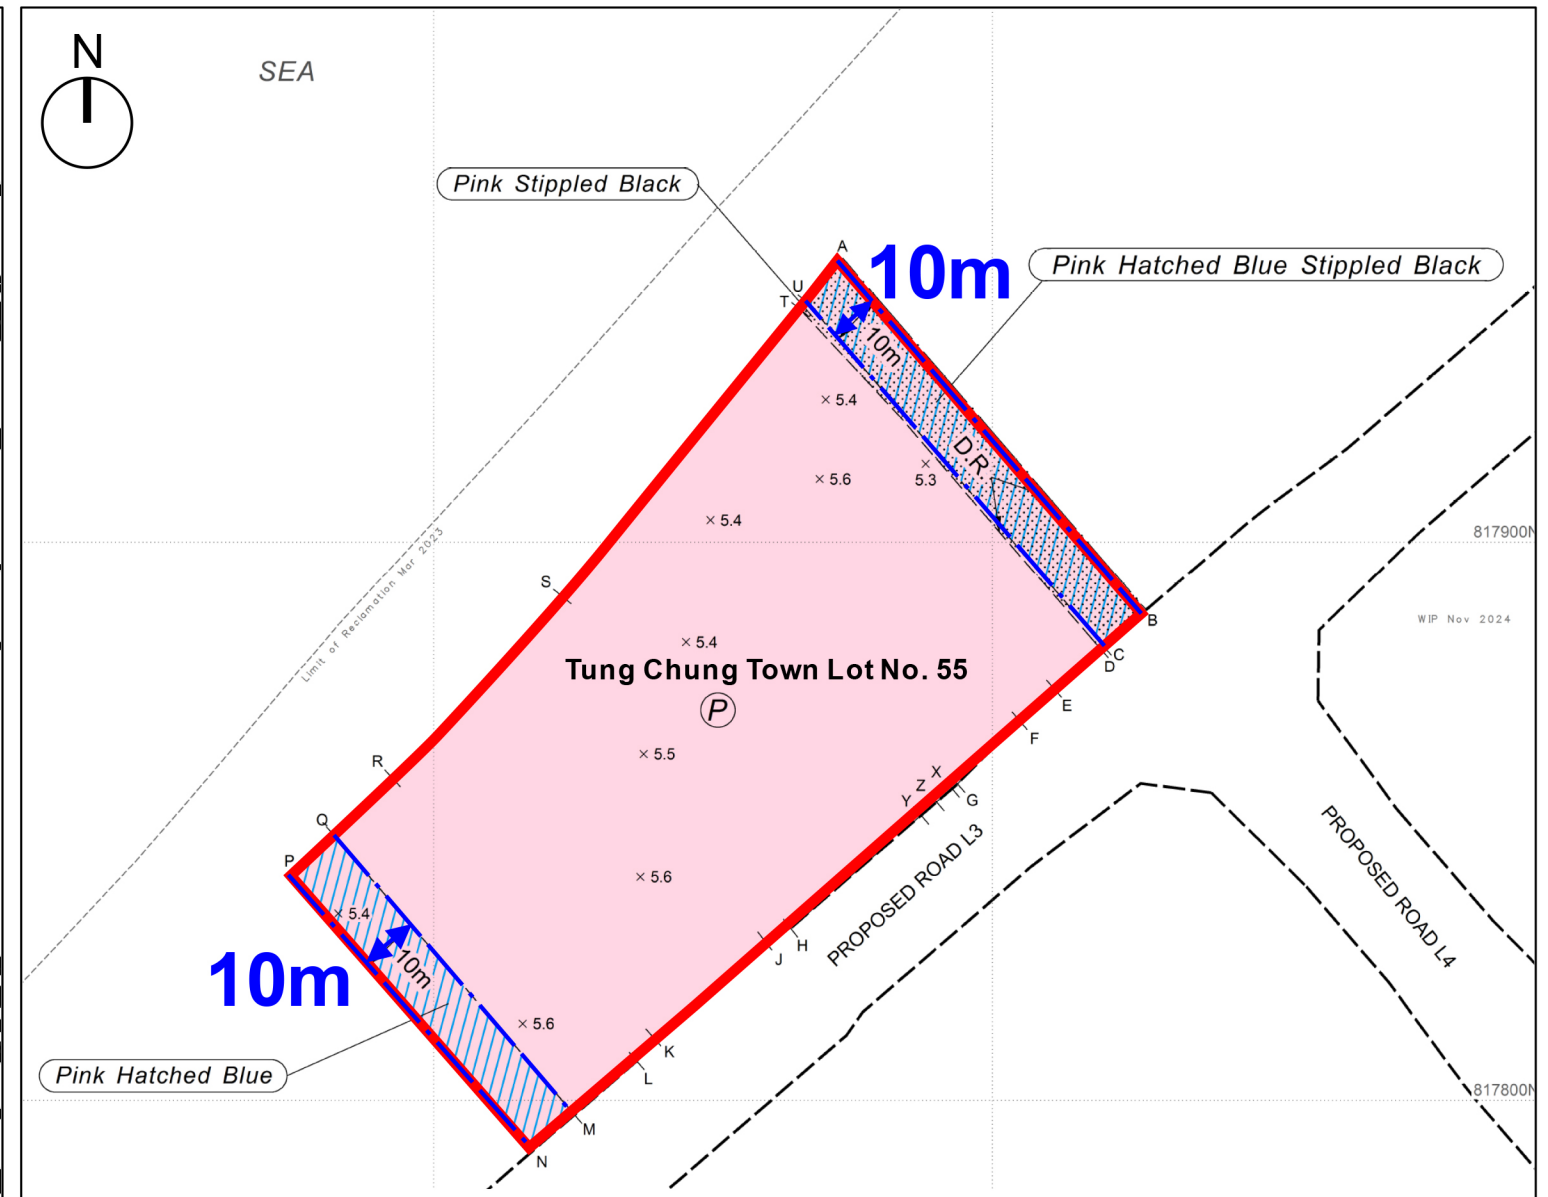 N
SEA
Pink Stippled Black
A
10m
Pink Hatched Blue Stippled Black
U
T
10m
5.4
D.R.
5.6
5.3
5.4
817900N
Limit of Reclamation Mar 2023
S
B
WIP Nov 2024
5.4
C
D
Tung Chung Town Lot No. 55
P
E
F
5.5
R
X
Z
G
Y
Q
PROPOSED ROAD L3
PROPOSED ROAD L4
P
5.6
5.4
H
J
10m
10m
5.6
K
L
Pink Hatched Blue
817800N
M
N